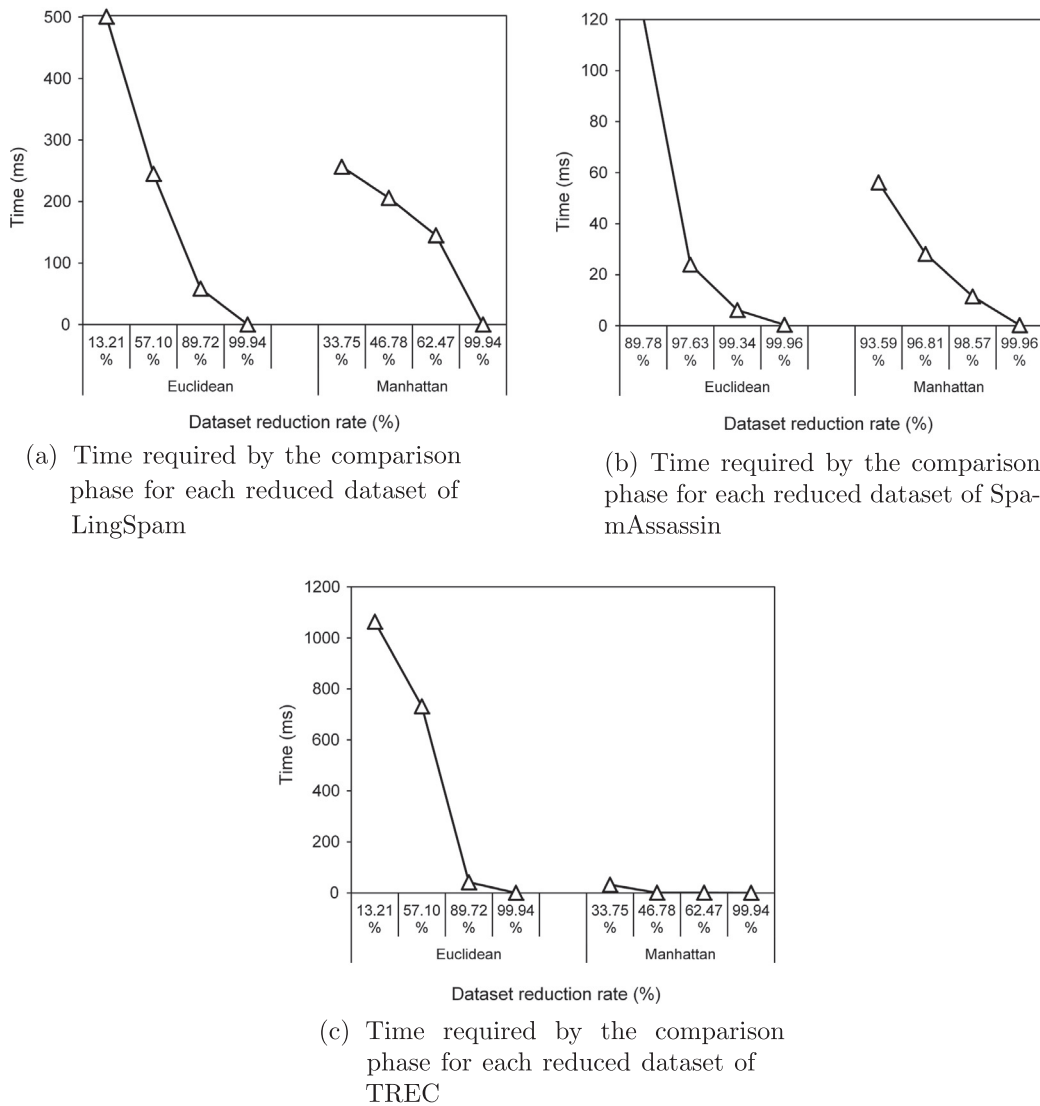 500
400
300
200
100
0
Time (ms)
13.21 % 57.10 % 89.72 % 99.94 % 33.75 % 46.78 % 62.47 % 99.94 %
Euclidean Manhattan
Dataset reduction rate (%)
(a) Time required by the comparison
phase for each reduced dataset of
LingSpam
120
100
80
60
40
20
0
Time (ms)
89.78 % 97.63 % 99.34 % 99.96 % 93.59 % 96.81 % 98.57 % 99.96 %
Euclidean Manhattan
Dataset reduction rate (%)
(b) Time required by the comparison
phase for each reduced dataset of Spa-
mAssassin
1200
1000
800
600
400
200
0
Time (ms)
13.21 % 57.10 % 89.72 % 99.94 % 33.75 % 46.78 % 62.47 % 99.94 %
Euclidean Manhattan
Dataset reduction rate (%)
(c) Time required by the comparison
phase for each reduced dataset of
TREC